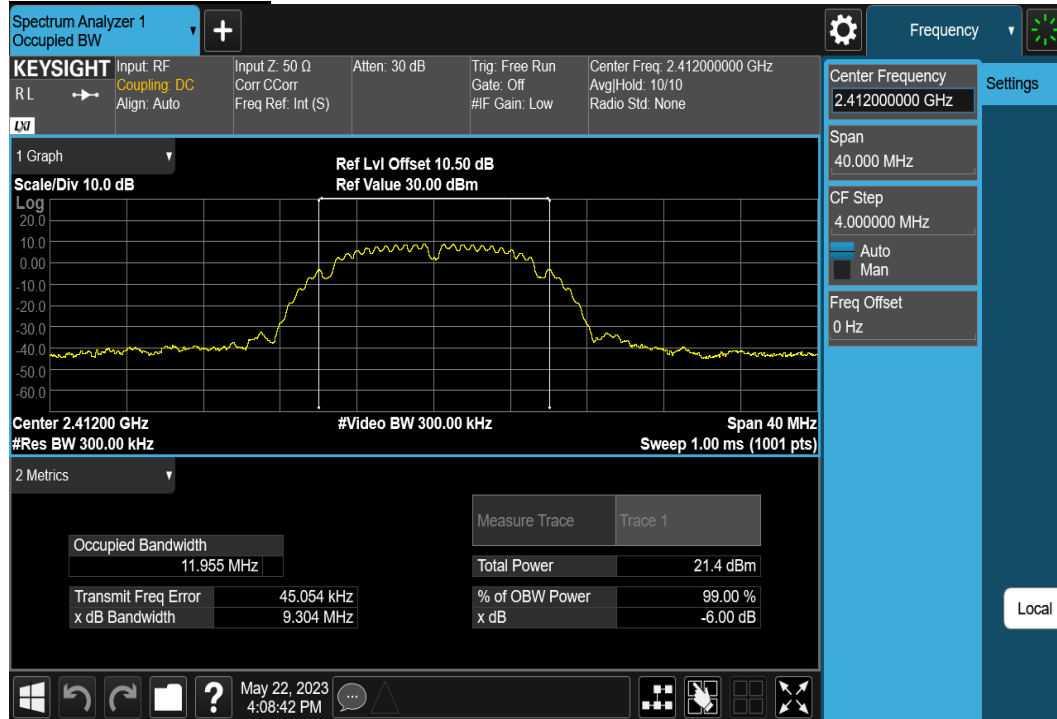 Spectrum Analyzer 1
Occupied BW
+
Frequency
KEYSIGHT
RL
LXI
Input: RF
Coupling: DC
Align: Auto
Input Z: 50 Ω
Corr CCorr
Freq Ref: Int (S)
Atten: 30 dB
Trig: Free Run
Gate: Off
#IF Gain: Low
Center Freq: 2.412000000 GHz
Avg|Hold: 10/10
Radio Std: None
Center Frequency
2.412000000 GHz
Settings
Span
40.000 MHz
CF Step
4.000000 MHz
Auto
Man
Freq Offset
0 Hz
Local
1 Graph
Scale/Div 10.0 dB
Ref Lvl Offset 10.50 dB
Ref Value 30.00 dBm
Log
20.0
10.0
0.00
-10.0
-20.0
-30.0
-40.0
-50.0
-60.0
Center 2.41200 GHz
#Video BW 300.00 kHz
Span 40 MHz
#Res BW 300.00 kHz
Sweep 1.00 ms (1001 pts)
2 Metrics
Measure Trace
Trace 1
Occupied Bandwidth
11.955 MHz
Total Power
21.4 dBm
Transmit Freq Error
45.054 kHz
% of OBW Power
99.00 %
x dB Bandwidth
9.304 MHz
x dB
-6.00 dB
?
May 22, 2023
4:08:42 PM